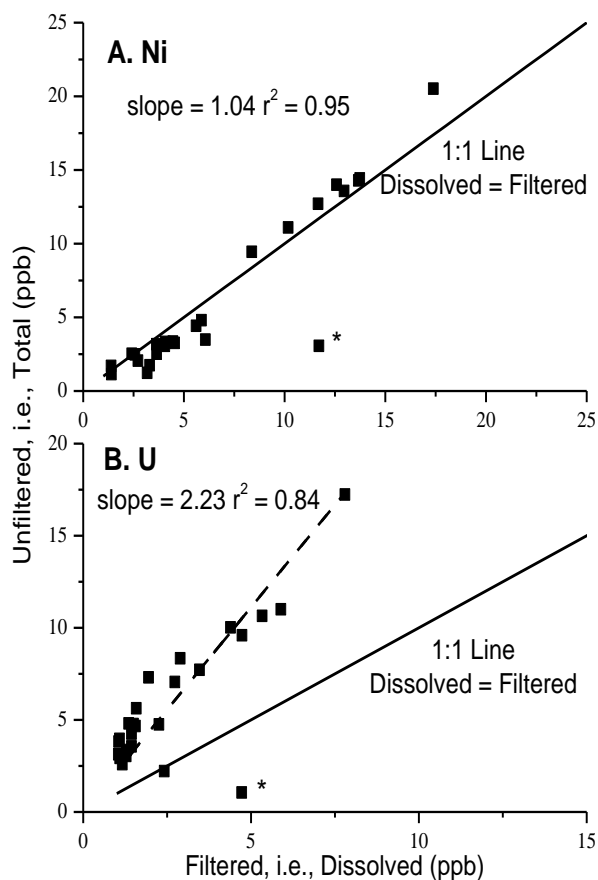 25
A. Ni
20
slope = 1.04 r² = 0.95
1:1 Line
15
Dissolved = Filtered
10
5
*
0
0 5 10 15 20 25
Unfiltered, i.e., Total (ppb)
20
B. U
slope = 2.23 r² = 0.84
15
10
1:1 Line
Dissolved = Filtered
5
*
0
0 5 10 15
Filtered, i.e., Dissolved (ppb)